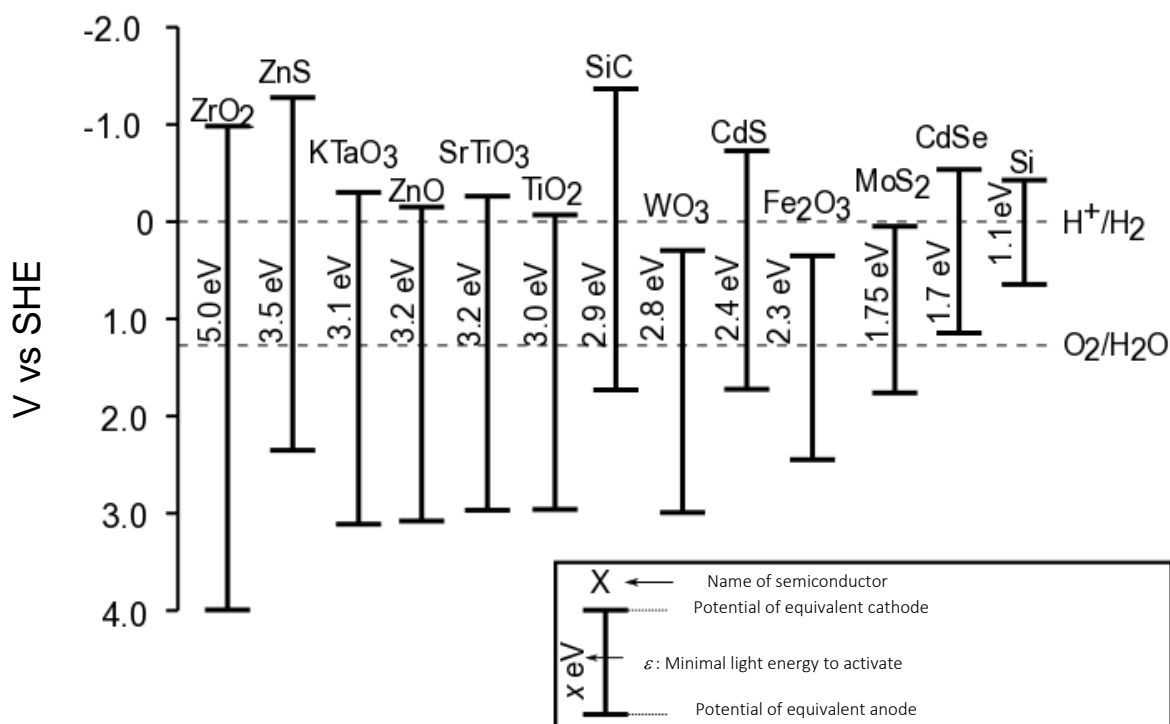 V vs SHE
-2.0
-1.0
0
1.0
2.0
3.0
4.0
ZrO2
5.0 eV
ZnS
3.5 eV
KTaO3
3.1 eV
ZnO
3.2 eV
SrTiO3
3.2 eV
TiO2
3.0 eV
SiC
2.9 eV
WO3
2.8 eV
CdS
2.4 eV
Fe2O3
2.3 eV
MoS2
1.75 eV
CdSe
1.7 eV
Si
1.1 eV
H+/H2
O2/H2O
X
Name of semiconductor
Potential of equivalent cathode
x eV
ε : Minimal light energy to activate
Potential of equivalent anode